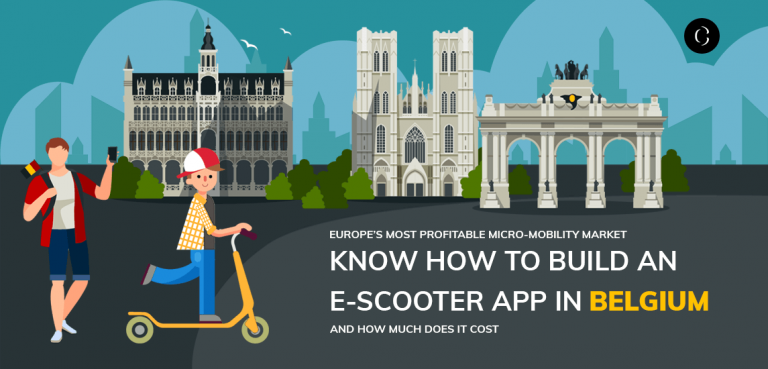 EUROPE'S MOST PROFITABLE MICRO-MOBILITY MARKET
KNOW HOW TO BUILD AN
E-SCOOTER APP IN BELGIUM
AND HOW MUCH DOES IT COST